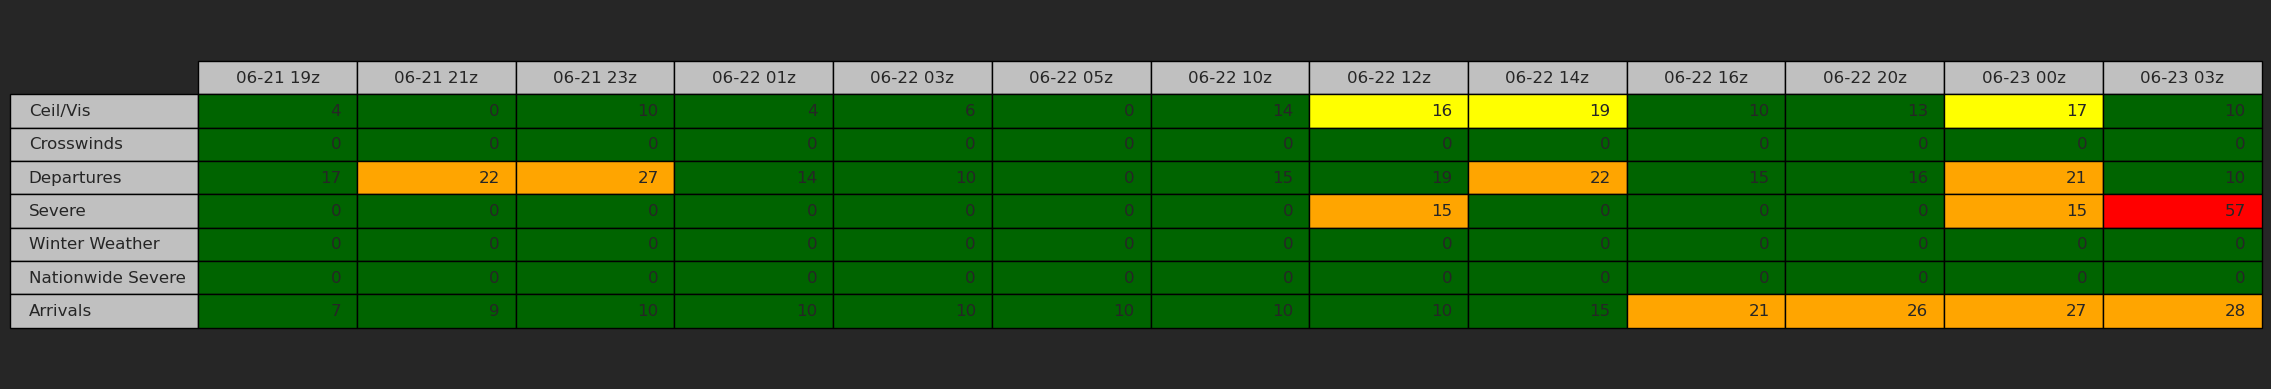 06-21 19z 06-21 21z 06-21 23z 06-22 01z 06-22 03z 06-22 05z 06-22 10z 06-22 12z 06-22 14z 06-22 16z 06-22 20z 06-23 00z 06-23 03z
Ceil/Vis 4 0 10 4 6 0 14 16 19 10 13 17 10
Crosswinds 0 0 0 0 0 0 0 0 0 0 0 0 0
Departures 17 22 27 14 10 0 15 19 22 15 16 21 10
Severe 0 0 0 0 0 0 0 15 0 0 0 15 57
Winter Weather 0 0 0 0 0 0 0 0 0 0 0 0 0
Nationwide Severe 0 0 0 0 0 0 0 0 0 0 0 0 0
Arrivals 7 9 10 10 10 10 10 10 15 21 26 27 28